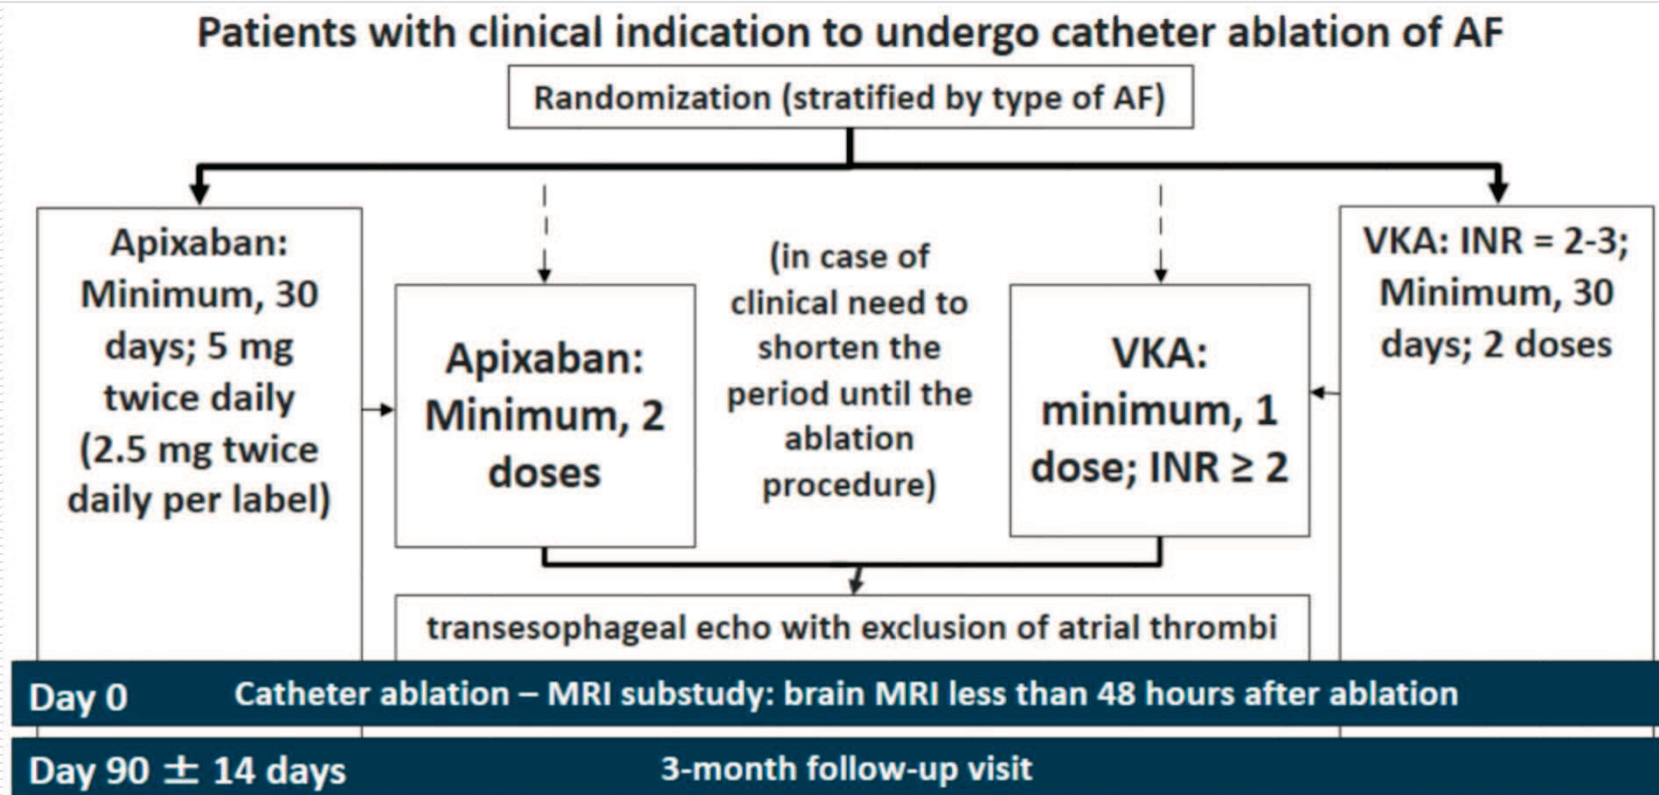 Patients with clinical indication to undergo catheter ablation of AF
Randomization (stratified by type of AF)
Apixaban:
Minimum, 30
days; 5 mg
twice daily
(2.5 mg twice
daily per label)
Apixaban:
Minimum, 2
doses
(in case of
clinical need to
shorten the
period until the
ablation
procedure)
VKA:
minimum, 1
dose; INR ≥ 2
VKA: INR = 2-3;
Minimum, 30
days; 2 doses
transesophageal echo with exclusion of atrial thrombi
Day 0 Catheter ablation – MRI substudy: brain MRI less than 48 hours after ablation
Day 90 ± 14 days 3-month follow-up visit